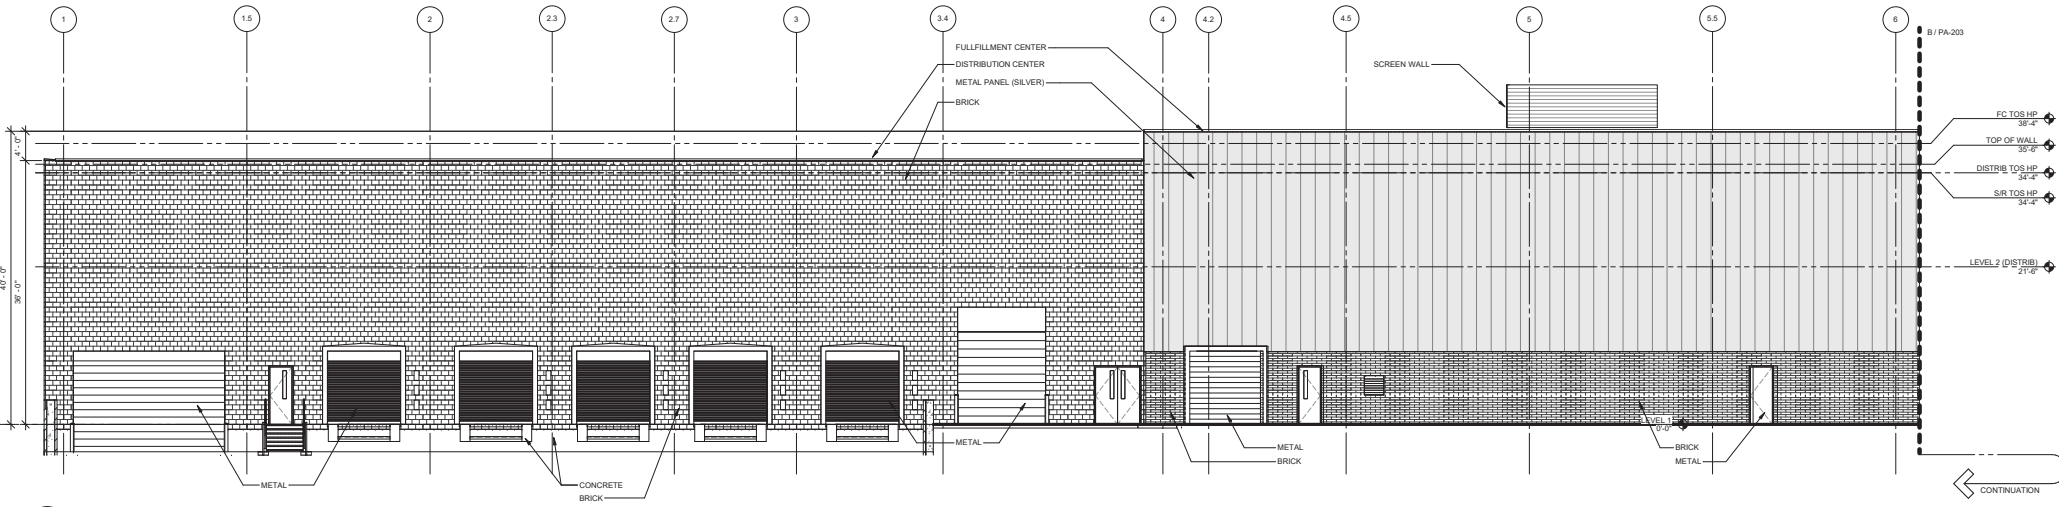 1
1.5
2
2.3
2.7
3
3.4
4
4.2
4.5
5
5.5
6
B / PA-203
FULLFILLMENT CENTER
DISTRIBUTION CENTER
METAL PANEL (SILVER)
BRICK
SCREEN WALL
FC TOS HP
38'-4"
TOP OF WALL
35'-6"
DISTRIB TOS HP
34'-4"
S/R TOS HP
34'-4"
LEVEL 2 (DISTRIB)
21'-6"
4' - 0"
40' - 0"
36' - 0"
LEVEL 1
0'-0"
METAL
CONCRETE
BRICK
METAL
METAL
BRICK
BRICK
METAL
CONTINUATION